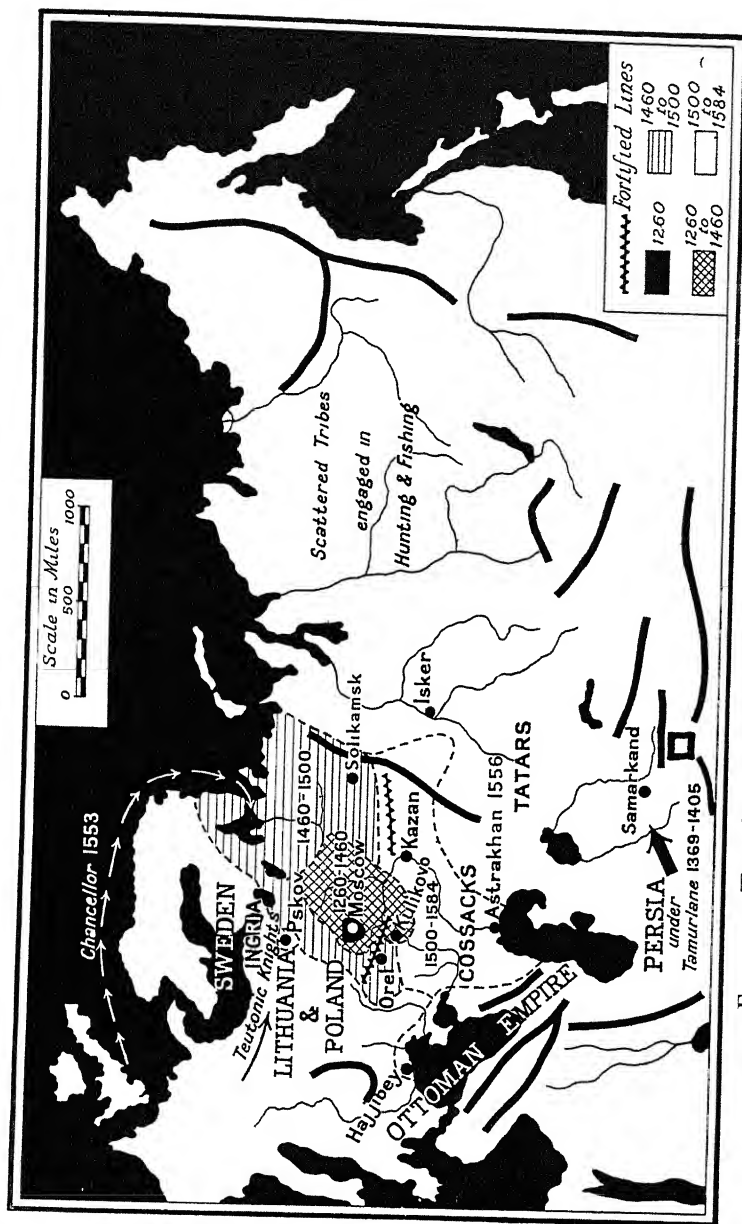 Chancellor 1553
Scale in Miles
0 500 1000
SWEDEN
INGRIA
Teutonic Knights
Pskov
LITHUANIA
&
POLAND
1460-1500
1260-1460
Moscow
Solikamsk
Orel
Kulikovo
1500-1584
Kazan
Isker
Scattered Tribes
engaged in
Hunting & Fishing
COSSACKS
Astrakhan 1556
TATARS
Hajjibey
OTTOMAN EMPIRE
Samarkand
PERSIA
under
Tamurlane 1369-1405
Fortified Lines
1260
1460
to
1500
1260
to
1460
1500
to
1584